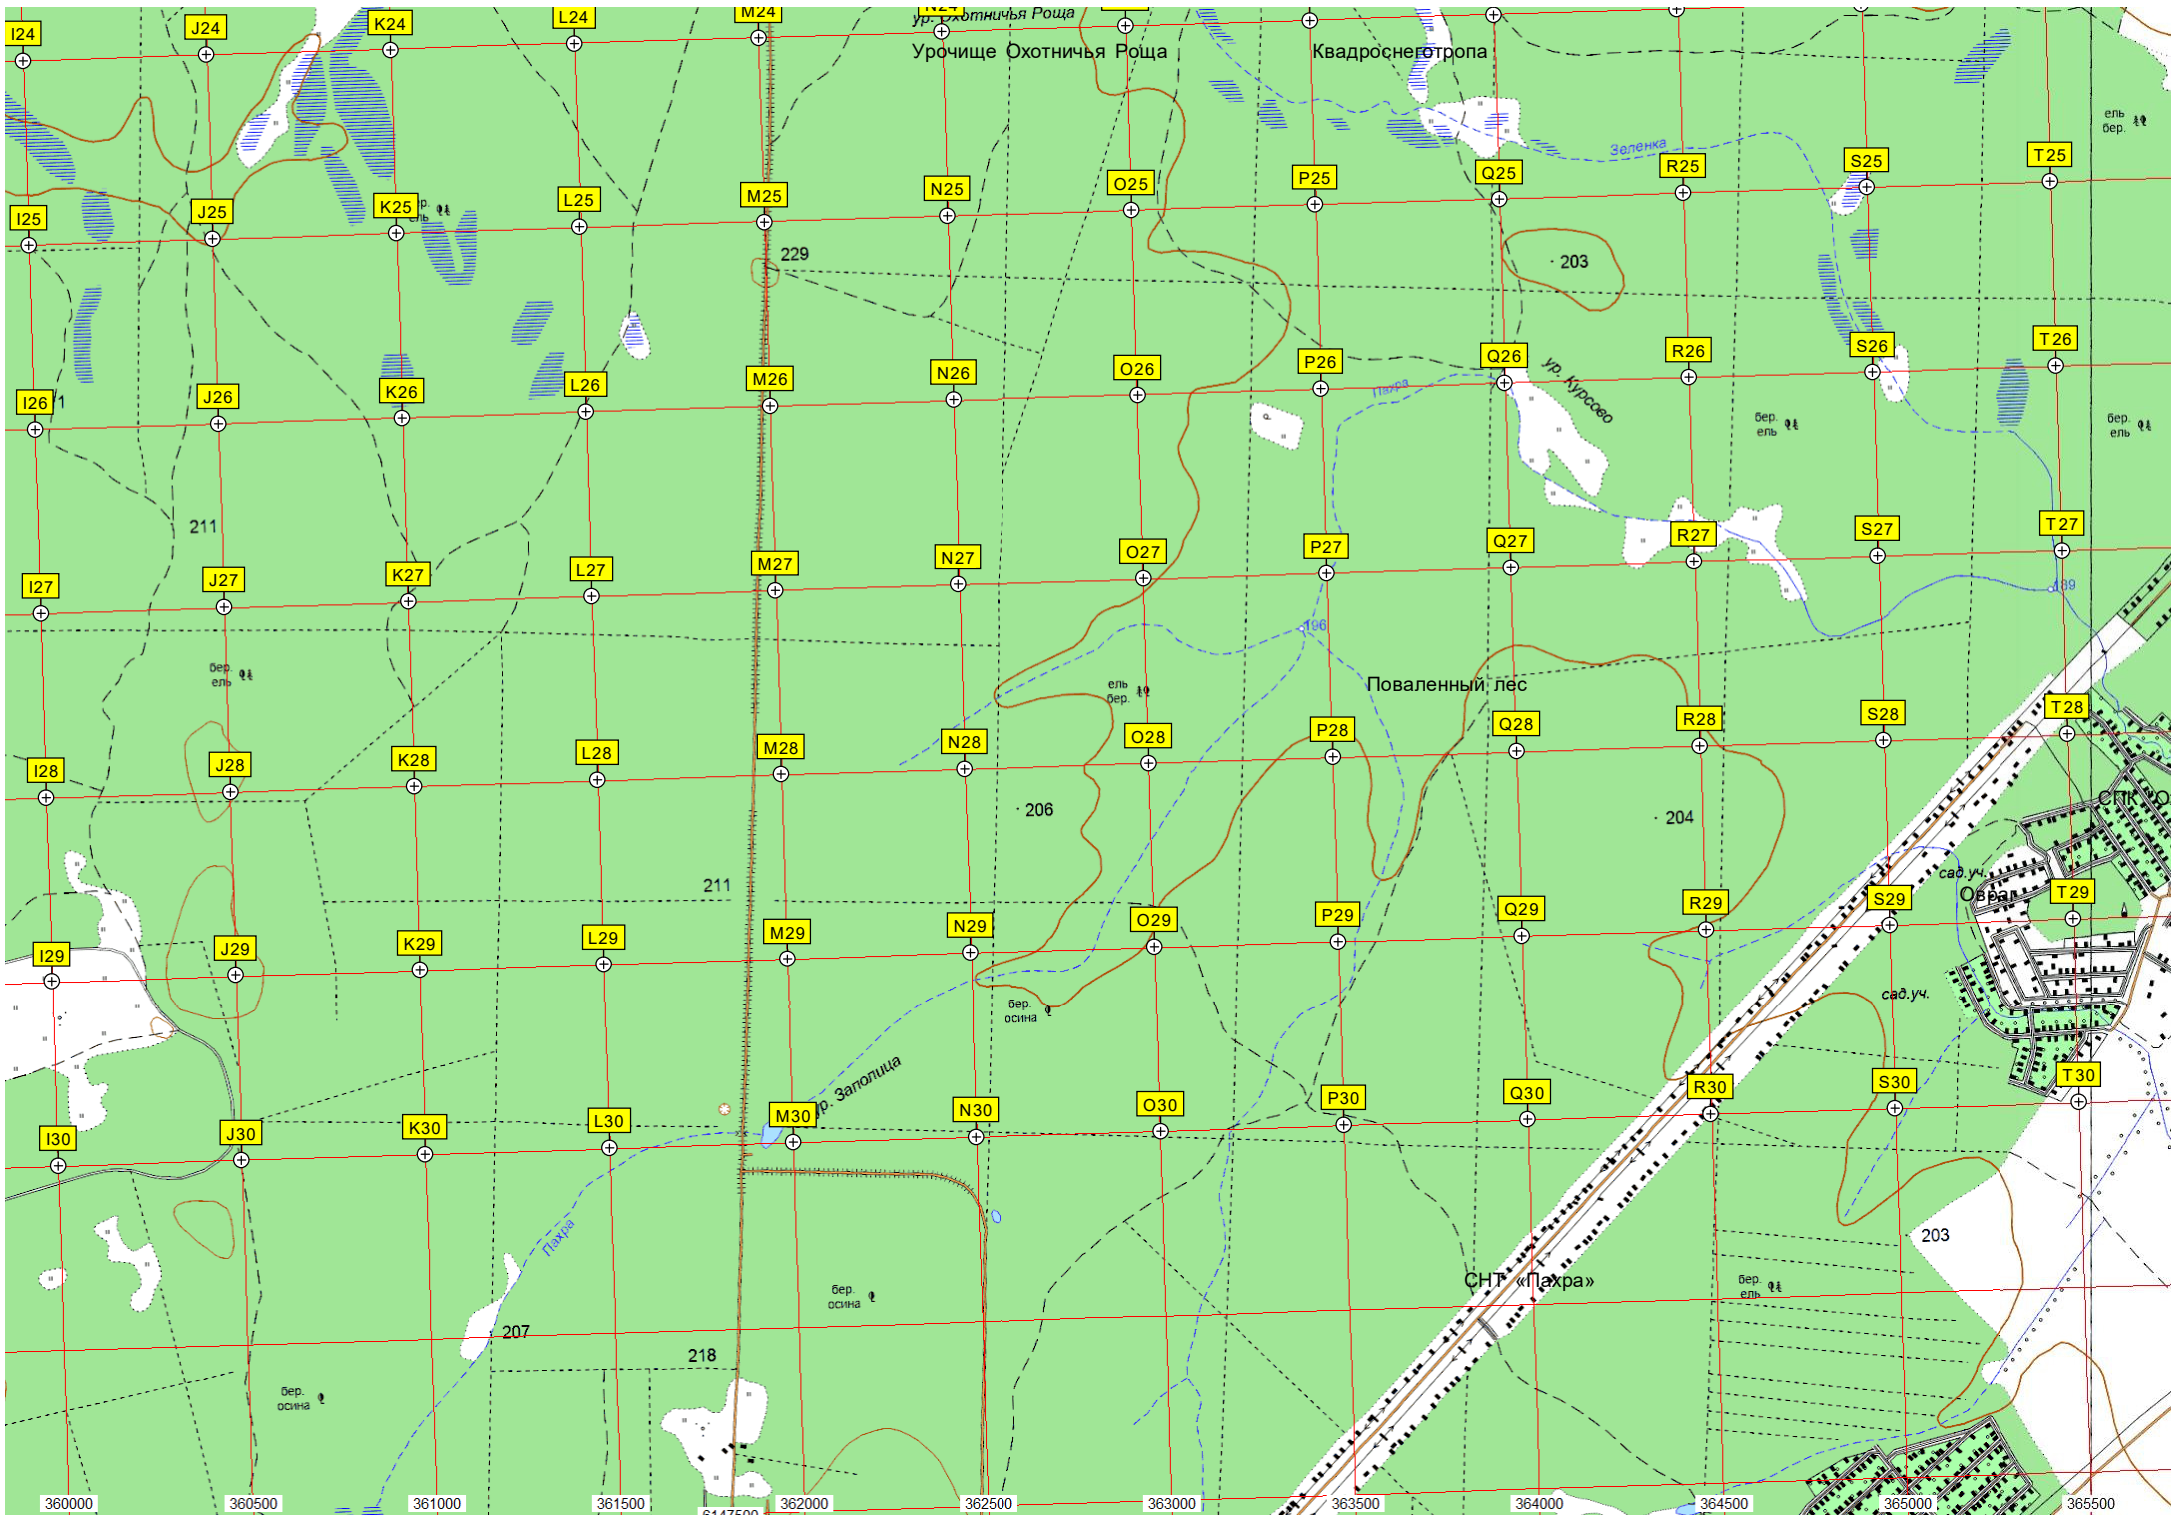 I24
J24
K24
L24
M24
N24
ур. Охотничья Роща
Урочище Охотничья Роща
Квадроснеготропа
ель
бер.
Зеленка
I25
J25
K25
ель
L25
M25
N25
O25
P25
Q25
R25
S25
T25
229
203
I26
J26
K26
L26
M26
N26
O26
P26
Q26
R26
S26
T26
Пахра
ур. Курсово
бер.
ель
бер.
ель
211
I27
J27
K27
L27
M27
N27
O27
P27
Q27
R27
S27
T27
189
196
бер.
ель
ель
бер.
Поваленный лес
I28
J28
K28
L28
M28
N28
O28
P28
Q28
R28
S28
T28
206
204
211
сад.уч.
Овраг
I29
J29
K29
L29
M29
N29
O29
P29
Q29
R29
S29
T29
бер.
осина
сад.уч.
ур. Заполица
I30
J30
K30
L30
M30
N30
O30
P30
Q30
R30
S30
T30
Пахра
203
СНТ «Пахра»
бер.
ель
бер.
осина
207
218
бер.
осина
360000
360500
361000
361500
362000
362500
363000
363500
364000
364500
365000
365500
6147500